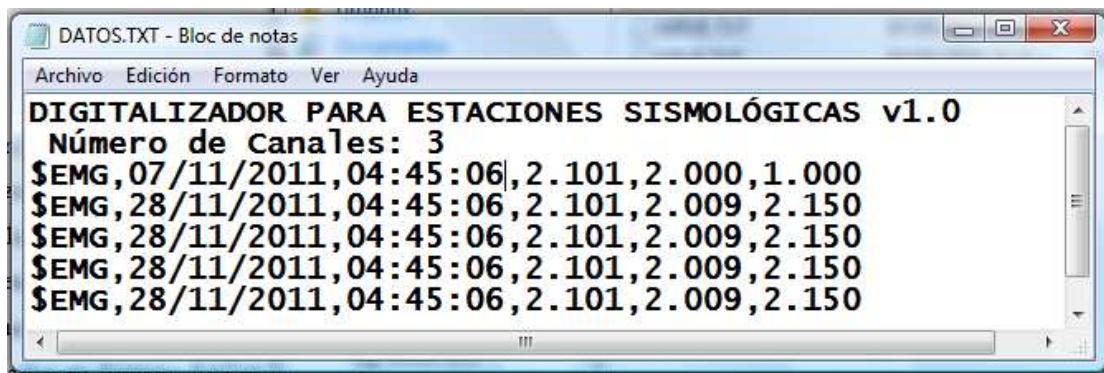 DATOS.TXT - Bloc de notas
Archivo Edición Formato Ver Ayuda
DIGITALIZADOR PARA ESTACIONES SISMOLÓGICAS v1.0
Número de Canales: 3
$EMG,07/11/2011,04:45:06,2.101,2.000,1.000
$EMG,28/11/2011,04:45:06,2.101,2.009,2.150
$EMG,28/11/2011,04:45:06,2.101,2.009,2.150
$EMG,28/11/2011,04:45:06,2.101,2.009,2.150
$EMG,28/11/2011,04:45:06,2.101,2.009,2.150